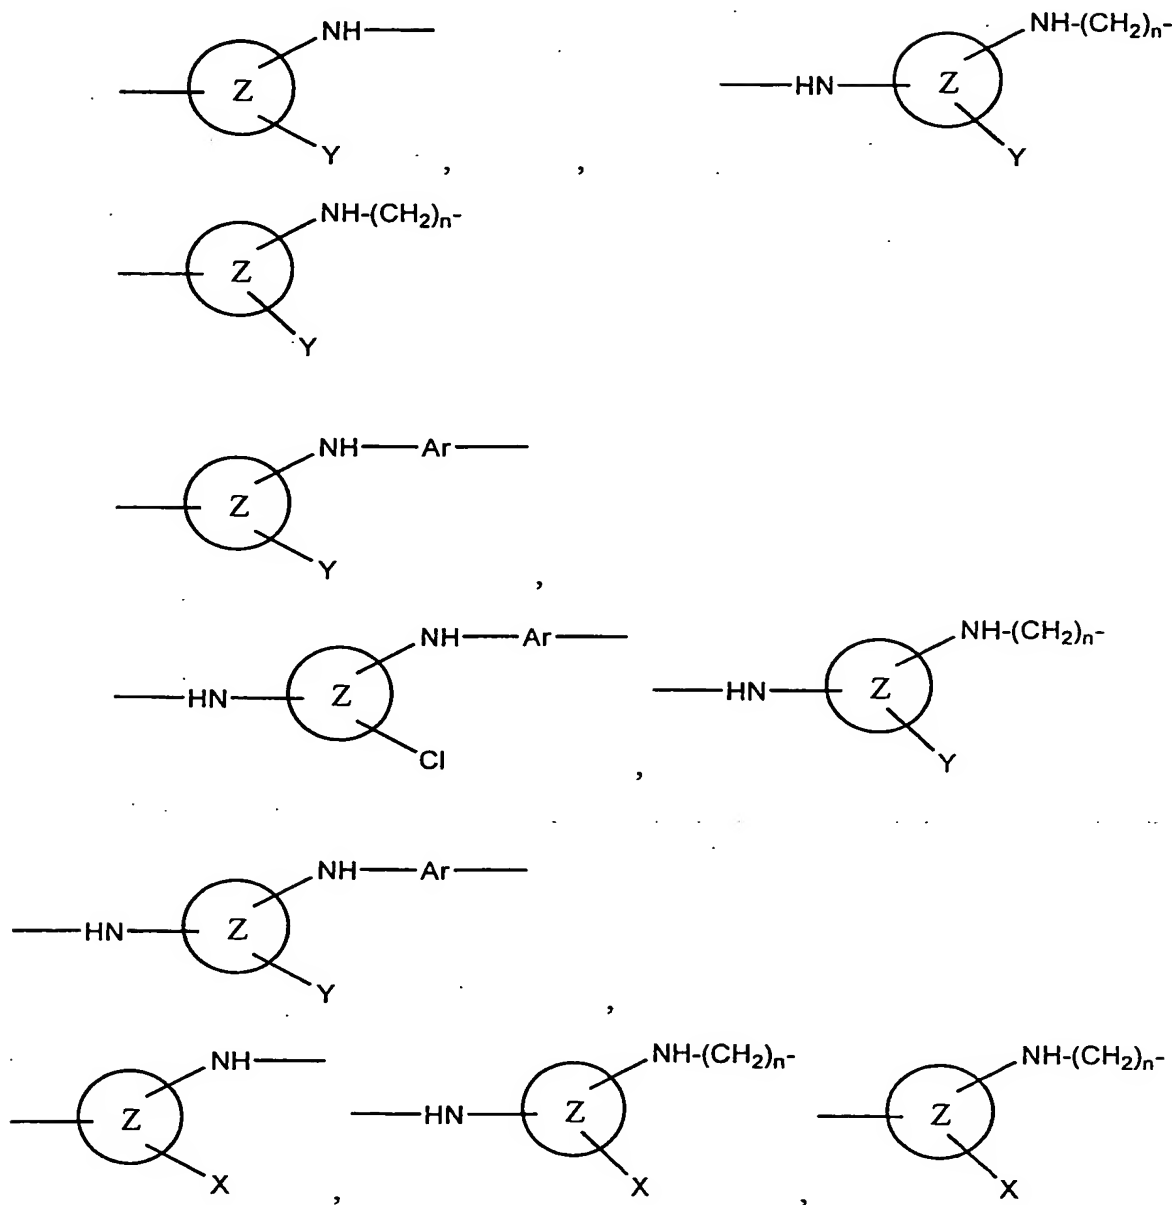 NH NH-(CH2)n-
Z HN Z
Y , , Y
NH-(CH2)n-
Z
Y
NH Ar
Z
Y ,
NH Ar NH-(CH2)n-
HN Z HN Z
Cl , Y
NH Ar
HN Z
Y ,
NH NH-(CH2)n- NH-(CH2)n-
Z HN Z Z
X , X , X